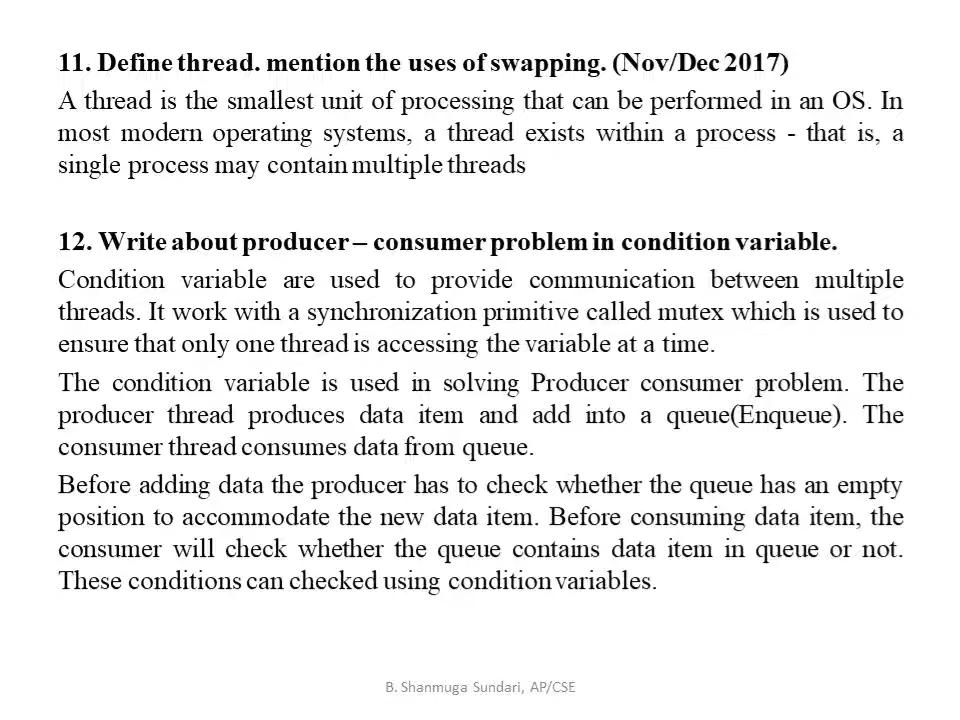 11. Define thread. mention the uses of swapping. (Nov/Dec 2017)
A thread is the smallest unit of processing that can be performed in an OS. In
most modern operating systems, a thread exists within a process - that is, a
single process may contain multiple threads
12. Write about producer – consumer problem in condition variable.
Condition variable are used to provide communication between multiple
threads. It work with a synchronization primitive called mutex which is used to
ensure that only one thread is accessing the variable at a time.
The condition variable is used in solving Producer consumer problem. The
producer thread produces data item and add into a queue(Enqueue). The
consumer thread consumes data from queue.
Before adding data the producer has to check whether the queue has an empty
position to accommodate the new data item. Before consuming data item, the
consumer will check whether the queue contains data item in queue or not.
These conditions can checked using condition variables.
B. Shanmuga Sundari, AP/CSE